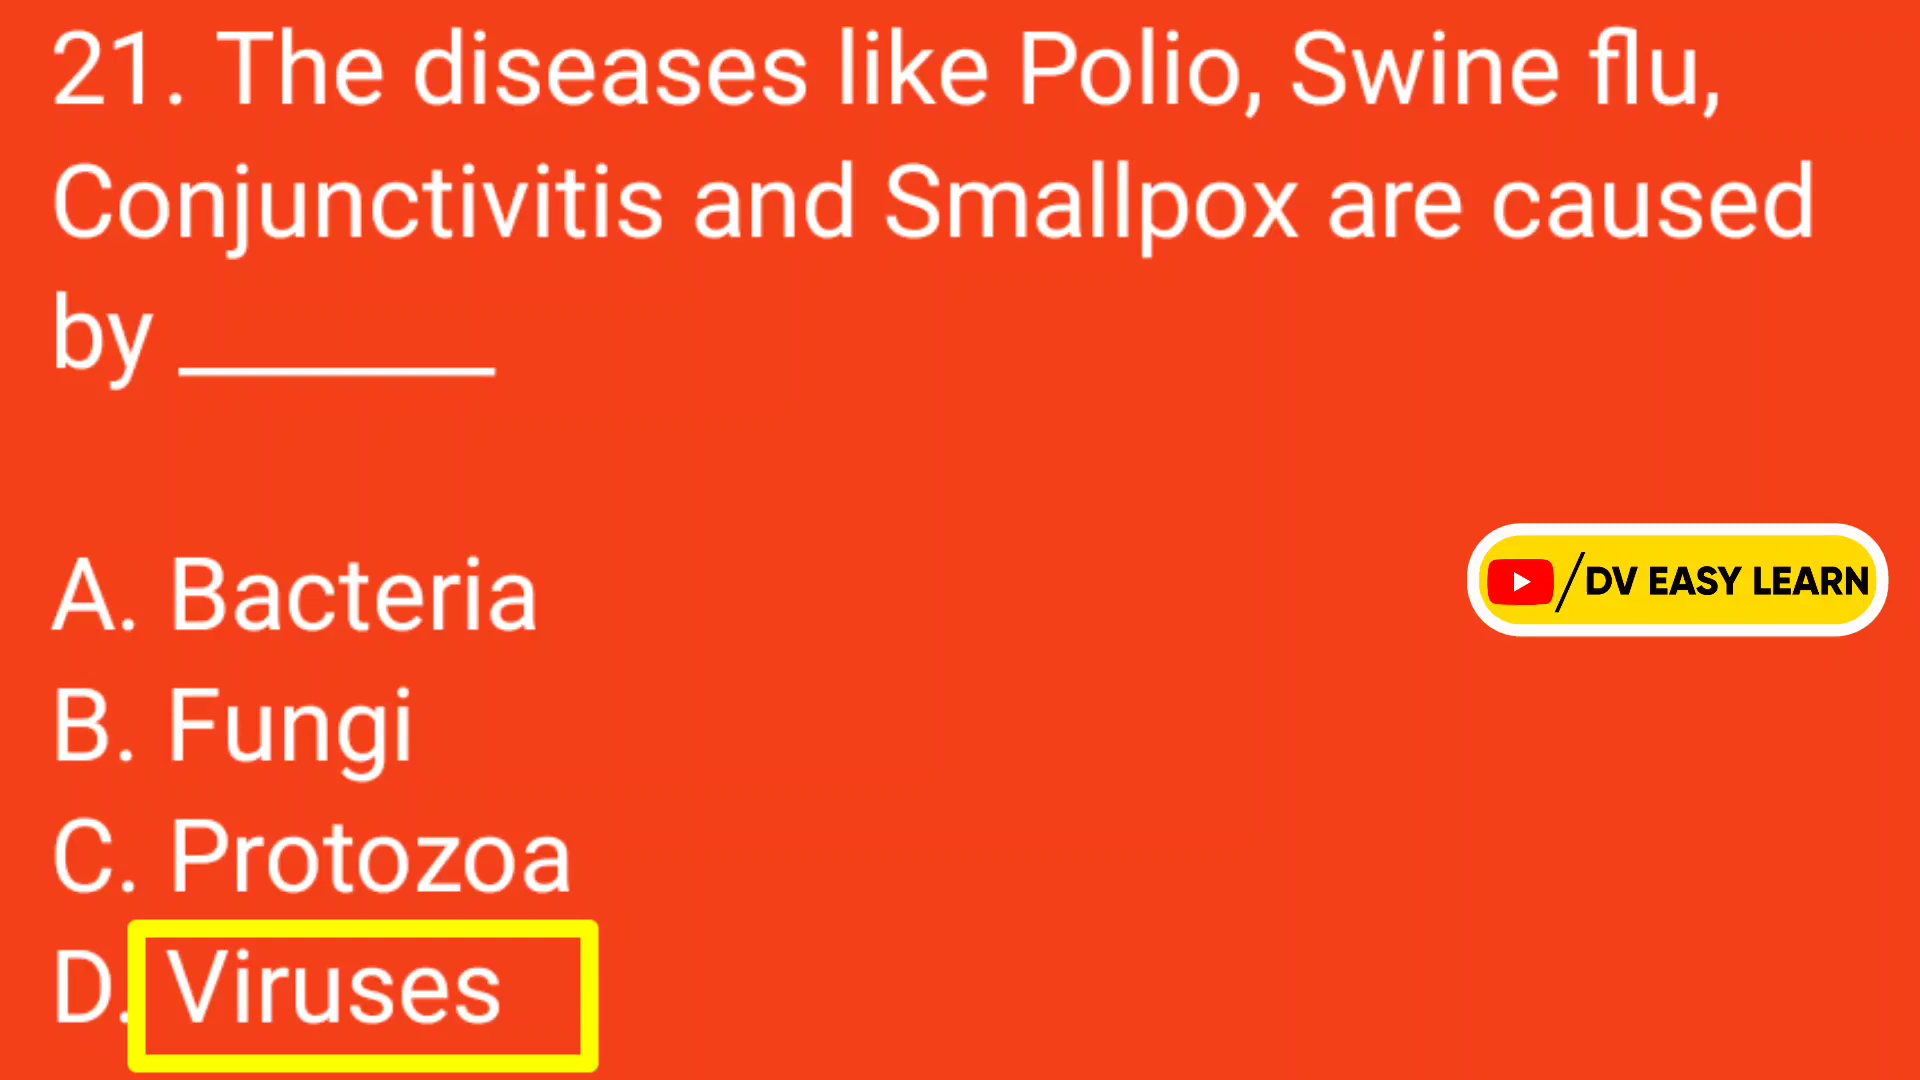 21. The diseases like Polio, Swine flu,
Conjunctivitis and Smallpox are caused
by _______
A. Bacteria
/DV EASY LEARN
B. Fungi
C. Protozoa
D. Viruses